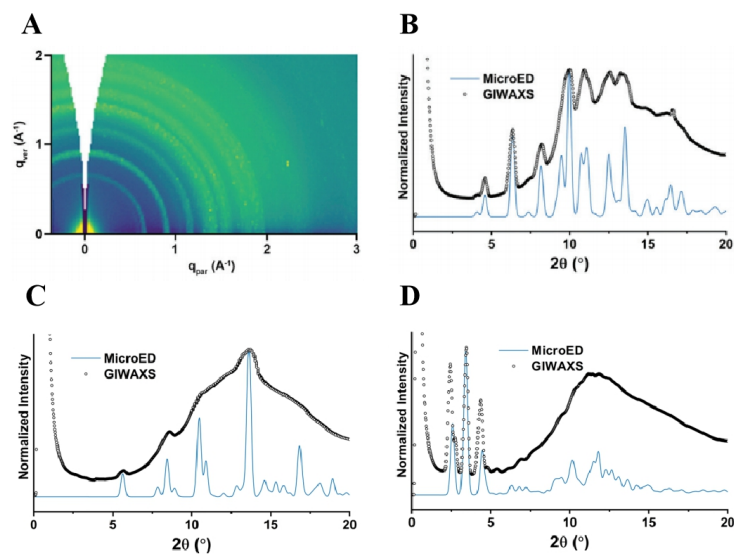 A
2
1
0
q_ver (A⁻¹)
0
1
2
3
q_par (A⁻¹)
B
MicroED
GIWAXS
Normalized Intensity
0
5
10
15
20
2θ (°)
C
MicroED
GIWAXS
Normalized Intensity
0
5
10
15
20
2θ (°)
D
MicroED
GIWAXS
Normalized Intensity
0
5
10
15
20
2θ (°)